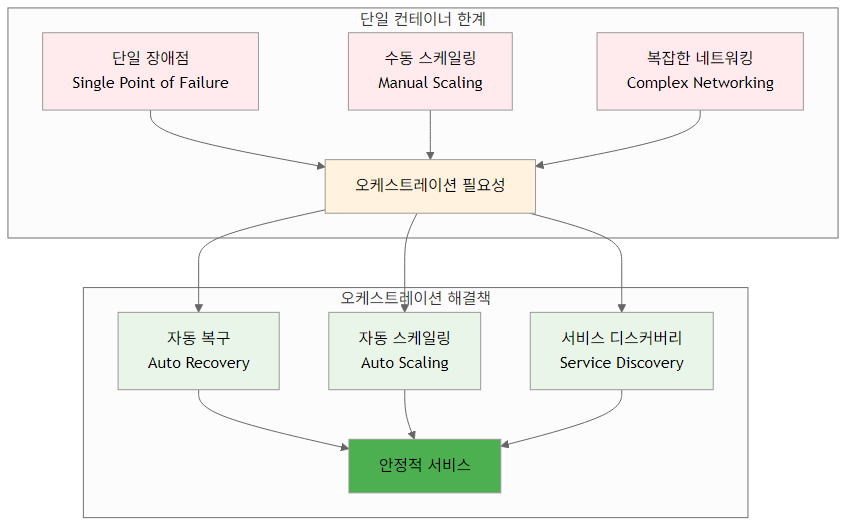 단일 컨테이너 한계
단일 장애점
Single Point of Failure
수동 스케일링
Manual Scaling
복잡한 네트워킹
Complex Networking
오케스트레이션 필요성
오케스트레이션 해결책
자동 복구
Auto Recovery
자동 스케일링
Auto Scaling
서비스 디스커버리
Service Discovery
안정적 서비스